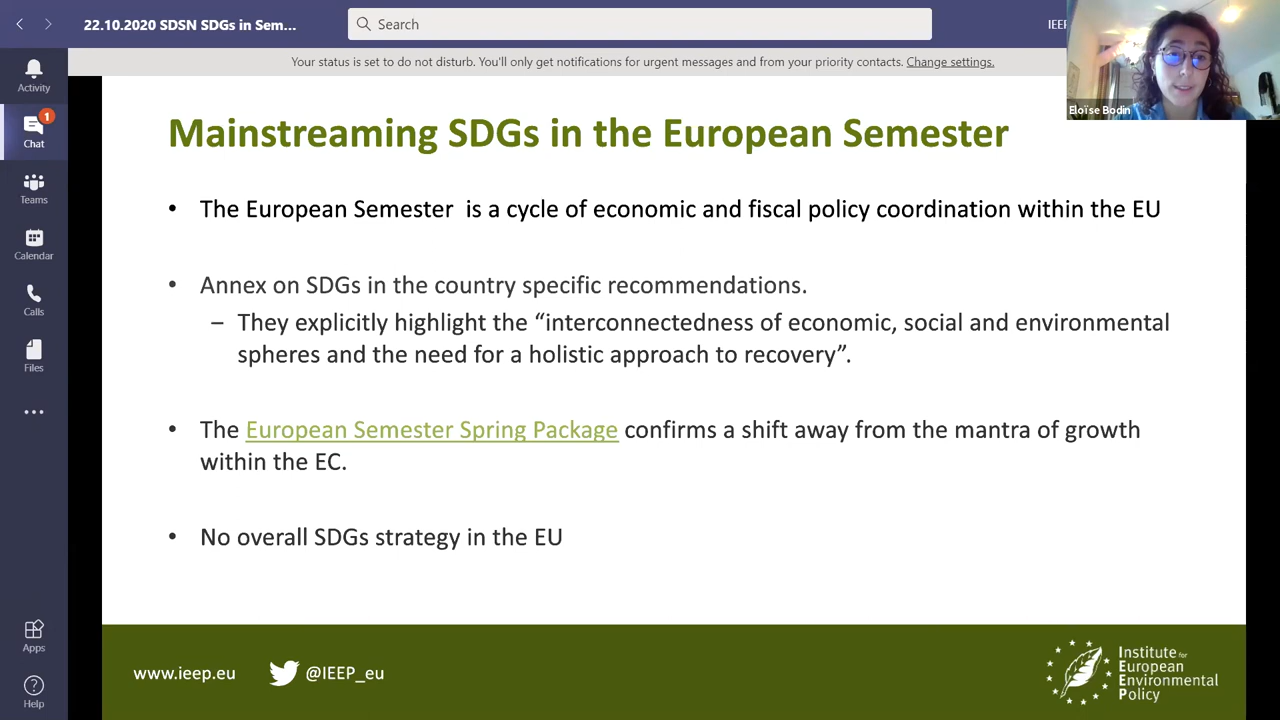 22.10.2020 SDSN SDGs in Sem...
Search
IEEP
Your status is set to do not disturb. You'll only get notifications for urgent messages and from your priority contacts. Change settings.
Eloïse Bodin
Activity
1
Chat
Teams
Calendar
Calls
Files
Apps
Help
Mainstreaming SDGs in the European Semester
• The European Semester  is a cycle of economic and fiscal policy coordination within the EU
• Annex on SDGs in the country specific recommendations.
– They explicitly highlight the “interconnectedness of economic, social and environmental
spheres and the need for a holistic approach to recovery”.
• The European Semester Spring Package confirms a shift away from the mantra of growth
within the EC.
• No overall SDGs strategy in the EU
www.ieep.eu
@IEEP_eu
Institute for
European
Environmental
Policy